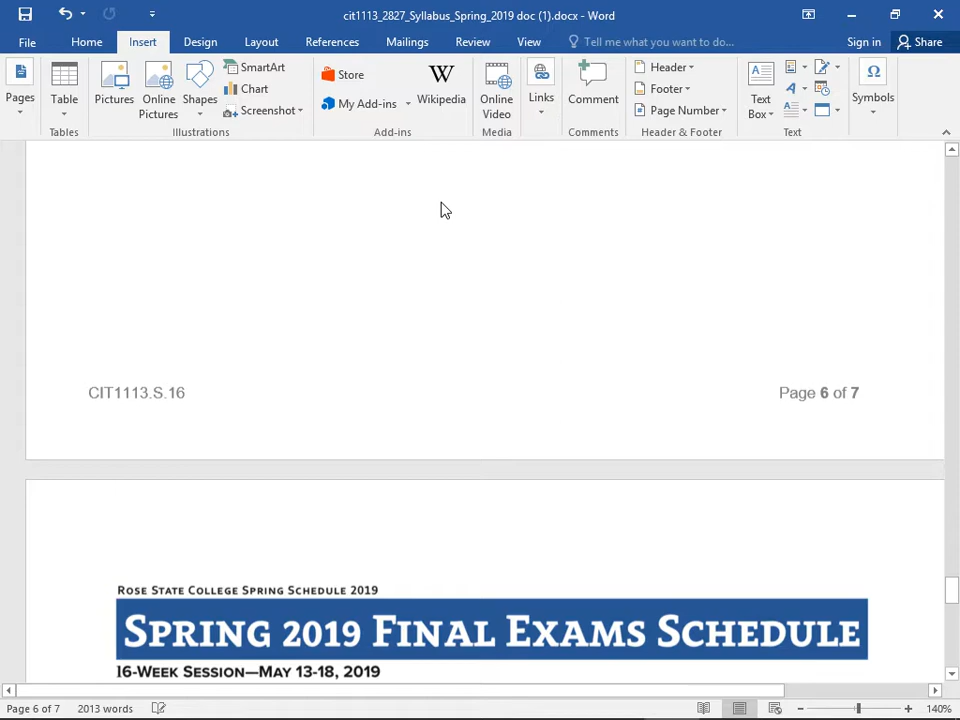 cit1113_2827_Syllabus_Spring_2019 doc (1).docx - Word
File Home Insert Design Layout References Mailings Review View Tell me what you want to do... Sign in Share
Pages
Table
Tables
Pictures
Online Pictures
Shapes
SmartArt
Chart
Screenshot
Illustrations
Store
My Add-ins
W
Wikipedia
Add-ins
Online Video
Media
Links
Comment
Comments
Header
Footer
Page Number
Header & Footer
Text Box
Text
Ω
Symbols
CIT1113.S.16 Page 6 of 7
Rose State College Spring Schedule 2019
Spring 2019 Final Exams Schedule
16-Week Session—May 13-18, 2019
Page 6 of 7 2013 words 140%